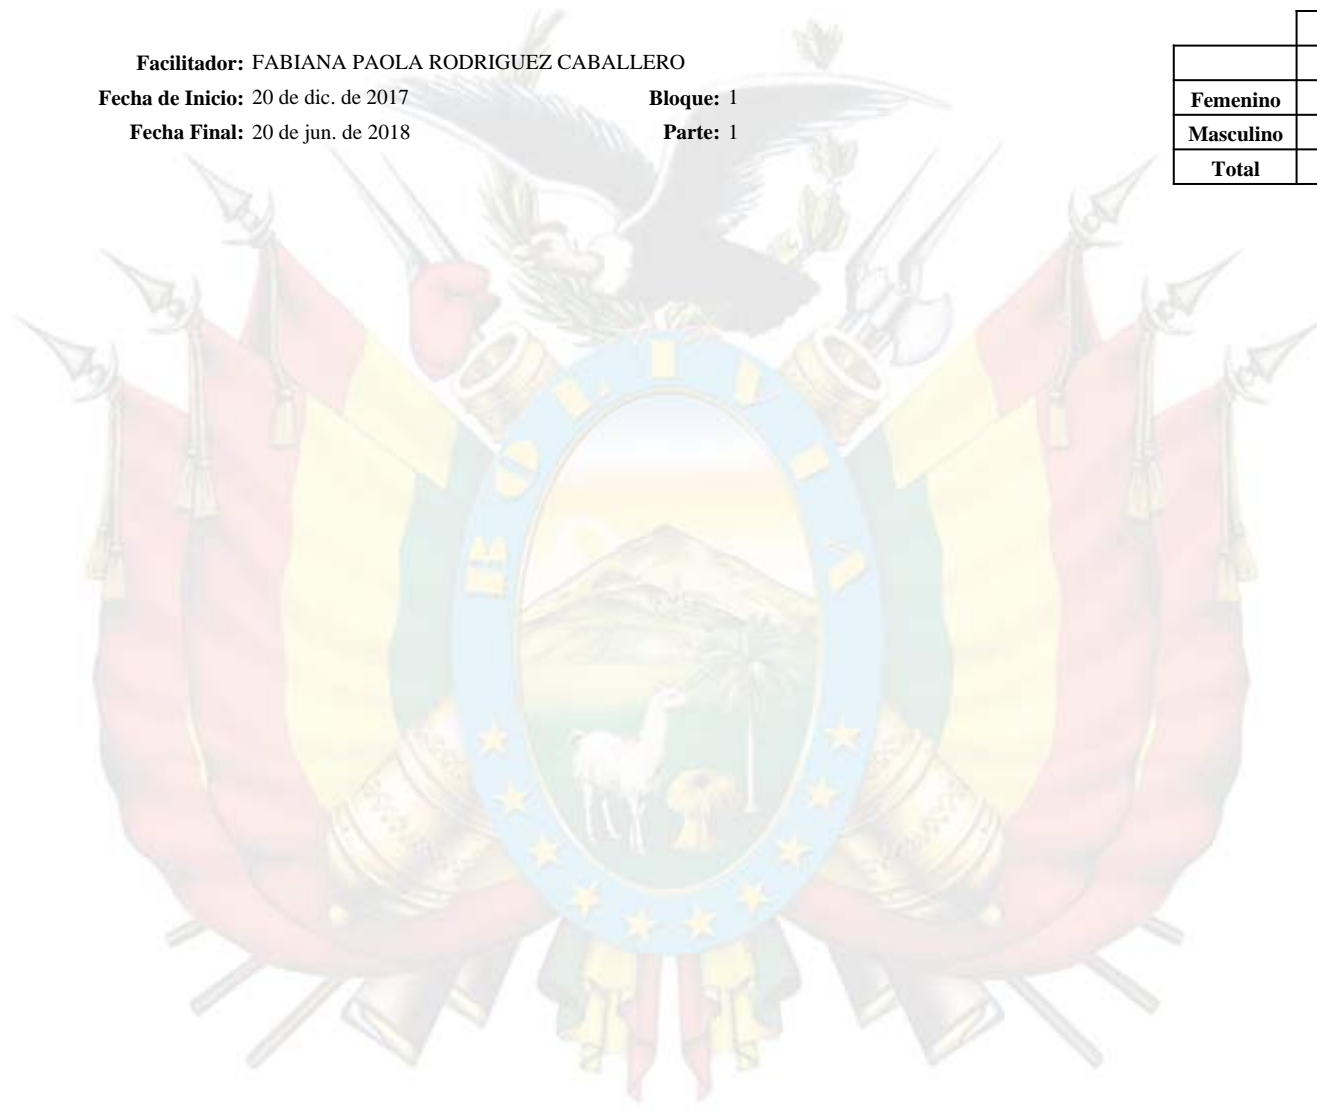 Facilitador: FABIANA PAOLA RODRIGUEZ CABALLERO
Fecha de Inicio: 20 de dic. de 2017 Bloque: 1
Fecha Final: 20 de jun. de 2018 Parte: 1
Femenino
Masculino
Total
BOLIVIA